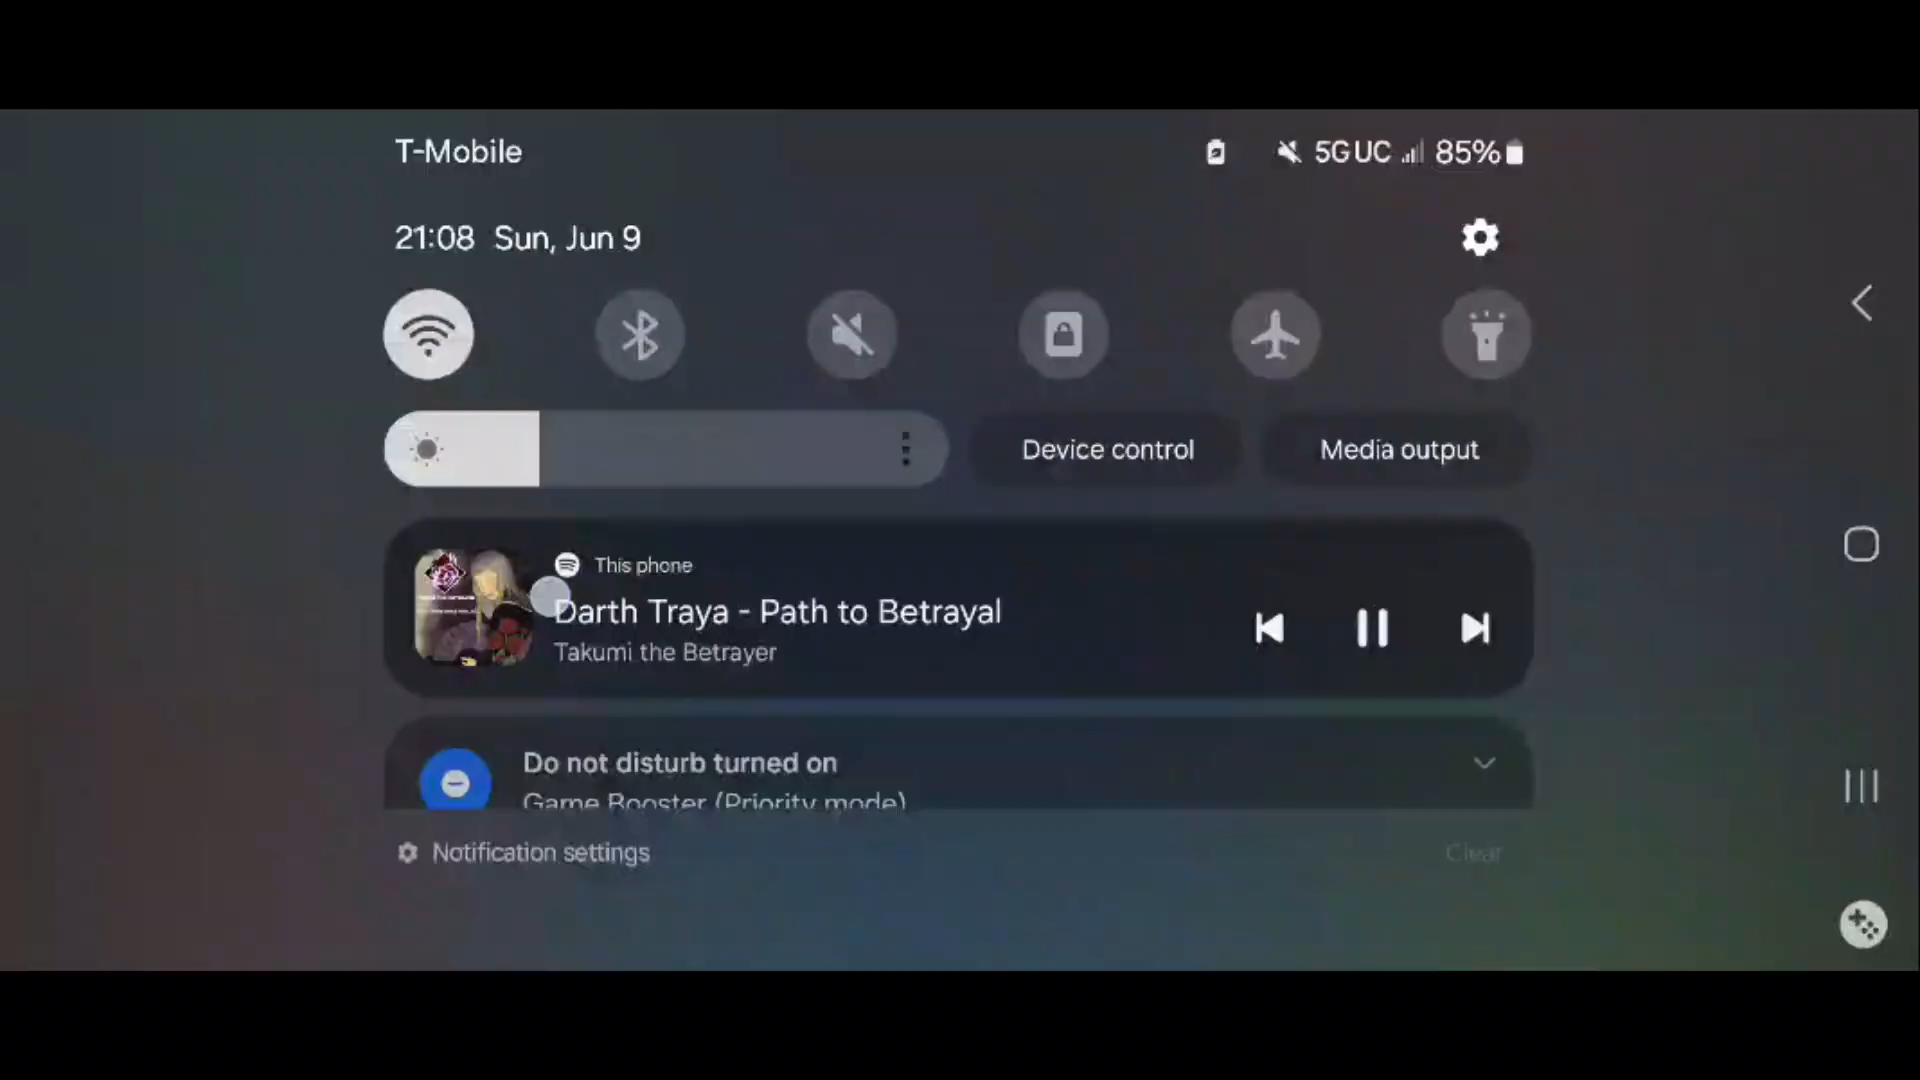 T-Mobile
5G UC 85%
21:08 Sun, Jun 9
Device control
Media output
This phone
Darth Traya - Path to Betrayal
Takumi the Betrayer
Do not disturb turned on
Game Booster (Priority mode)
Notification settings
Clear